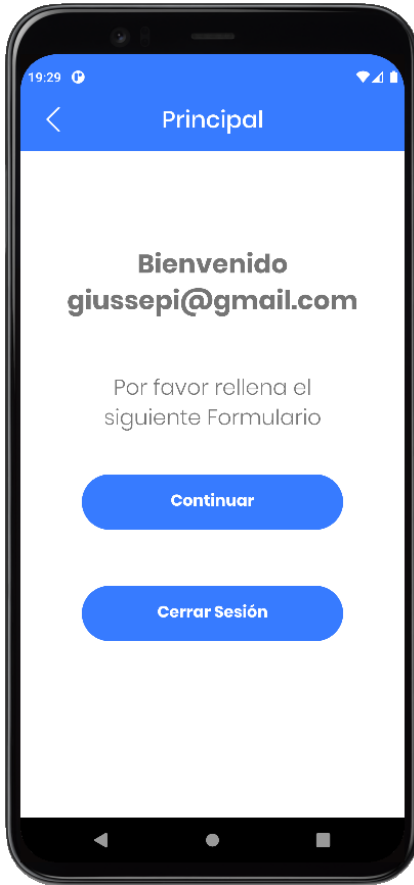 19:29
Principal
Bienvenido
giussepi@gmail.com
Por favor rellena el
siguiente Formulario
Continuar
Cerrar Sesión